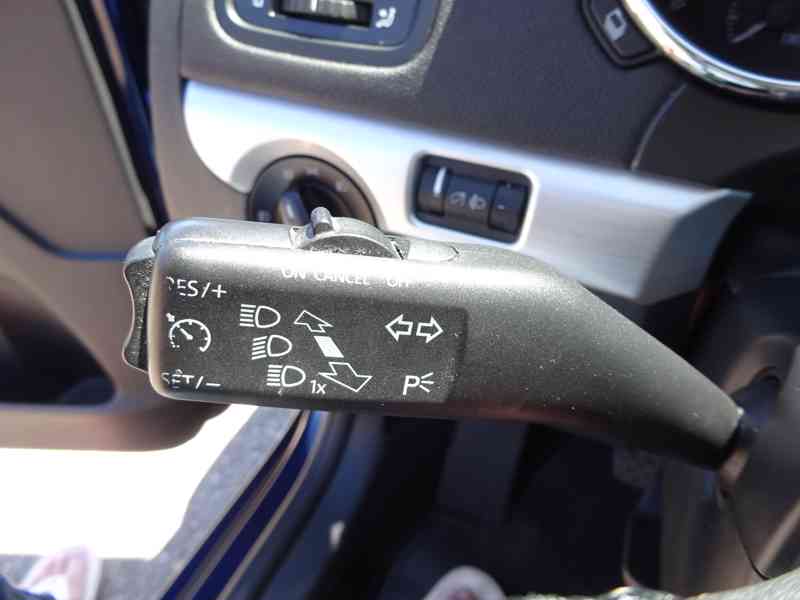 ON CANCEL OFF
RES/+
1x
P
SET/-